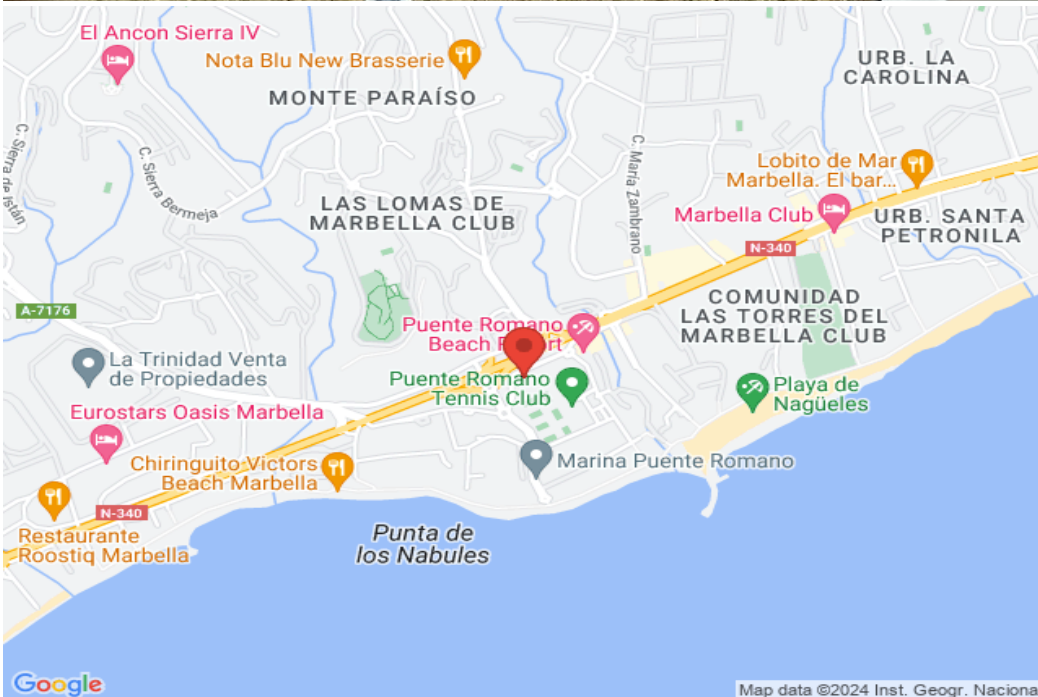 El Ancon Sierra IV
Nota Blu New Brasserie
URB. LA
CAROLINA
MONTE PARAÍSO
C. Sierra de Istán
C. Sierra Bermeja
C. María Zambrano
Lobito de Mar
Marbella. El bar...
LAS LOMAS DE
MARBELLA CLUB
Marbella Club
URB. SANTA
PETRONILA
N-340
A-7176
COMUNIDAD
LAS TORRES DEL
MARBELLA CLUB
Puente Romano
Beach
La Trinidad Venta
de Propiedades
Puente Romano
Tennis Club
Playa de
Nagüeles
Eurostars Oasis Marbella
Chiringuito Victors
Beach Marbella
Marina Puente Romano
N-340
Restaurante
Roostiq Marbella
Punta de
los Nabules
Google
Map data ©2024 Inst. Geogr. Naciona